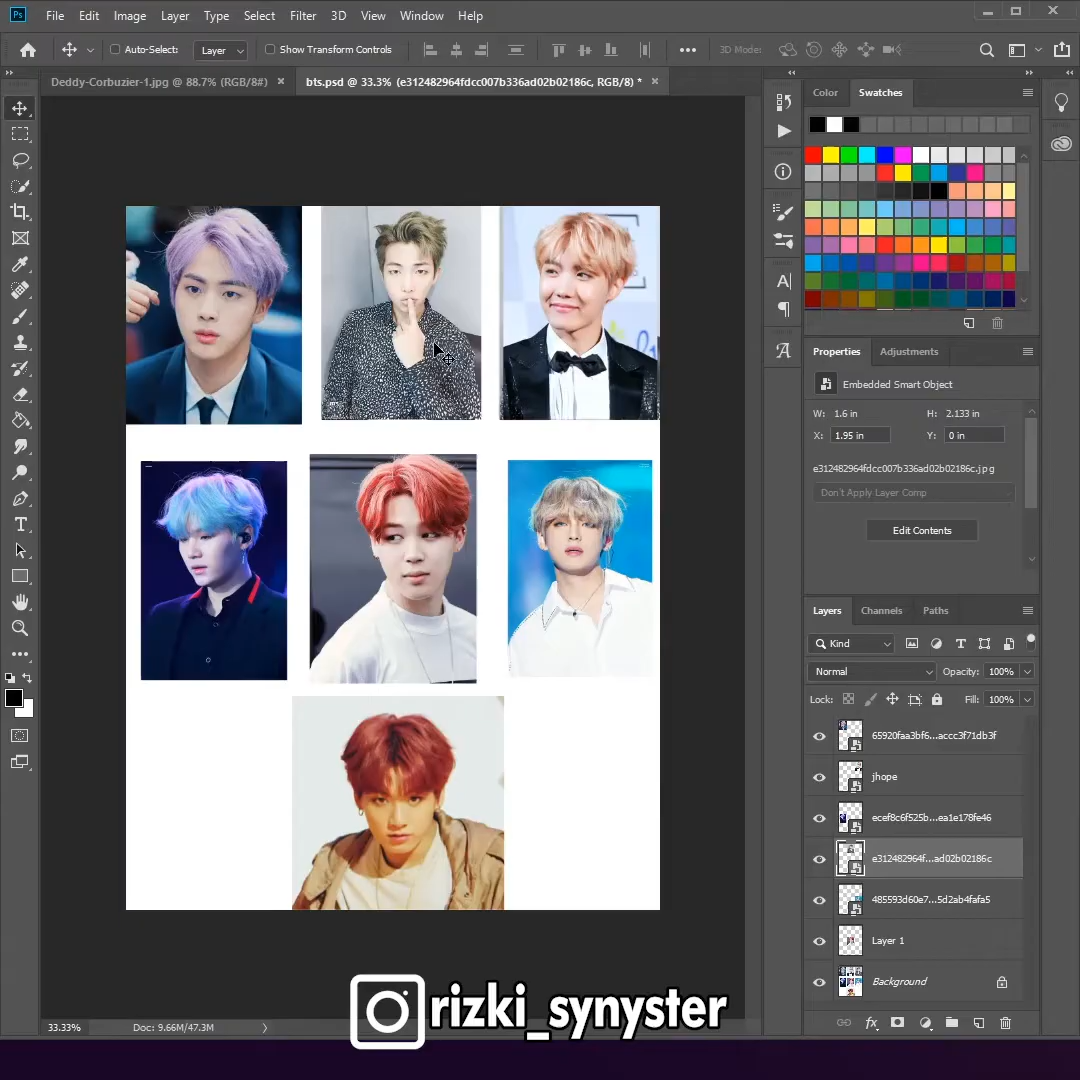 Ps File Edit Image Layer Type Select Filter 3D View Window Help
Auto-Select: Layer Show Transform Controls 3D Mode:
Deddy-Corbuzier-1.jpg @ 88.7% (RGB/8#) × bts.psd @ 33.3% (e312482964fdcc007b336ad02b02186c, RGB/8) * ×
Color Swatches
Properties Adjustments
Embedded Smart Object
W: 1.6 in H: 2.133 in
X: 1.95 in Y: 0 in
e312482964fdcc007b336ad02b02186c.jpg
Don't Apply Layer Comp
Edit Contents
Layers Channels Paths
Kind
Normal Opacity: 100%
Lock: Fill: 100%
65920faa3bf6...accc3f71db3f
jhope
ecef8c6f525b...ea1e178fe46
e312482964f...ad02b02186c
485593d60e7...5d2ab4fafa5
Layer 1
Background
33.33% Doc: 9.66M/47.3M
rizki_synyster